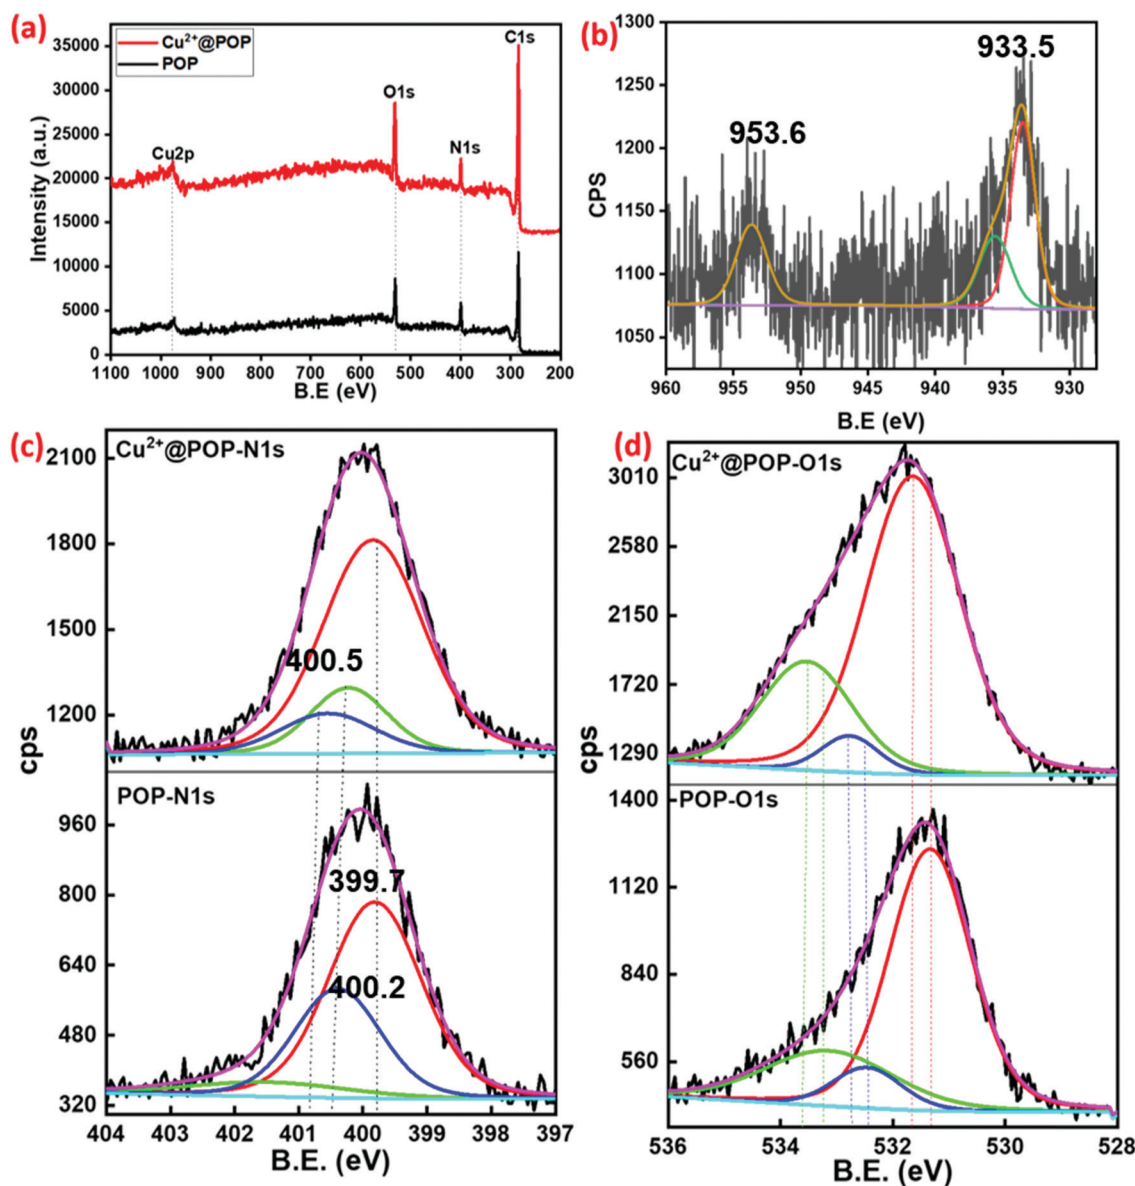 (a)
Cu²⁺@POP
POP
C1s
O1s
N1s
Cu2p
Intensity (a.u.)
35000
30000
25000
20000
15000
10000
5000
0
1100 1000 900 800 700 600 500 400 300 200
B.E (eV)
(b)
933.5
953.6
CPS
1300
1250
1200
1150
1100
1050
960 955 950 945 940 935 930
B.E (eV)
(c)
Cu²⁺@POP-N1s
2100
1800
1500
1200
400.5
cps
POP-N1s
960
800
640
480
320
399.7
400.2
404 403 402 401 400 399 398 397
B.E. (eV)
(d)
Cu²⁺@POP-O1s
3010
2580
2150
1720
1290
cps
POP-O1s
1400
1120
840
560
536 534 532 530 528
B.E. (eV)